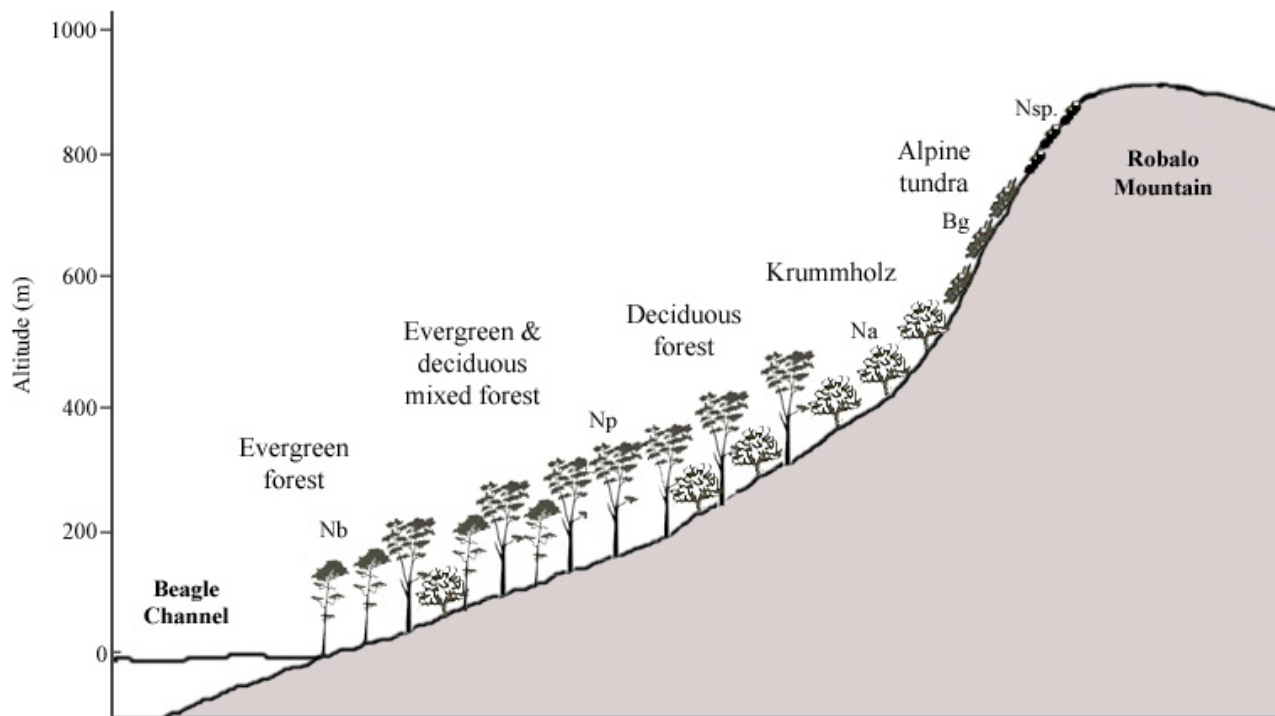 1000
800
600
400
200
0
Altitude (m)
Beagle
Channel
Evergreen
forest
Nb
Evergreen &
deciduous
mixed forest
Np
Deciduous
forest
Krummholz
Na
Alpine
tundra
Bg
Nsp.
Robalo
Mountain